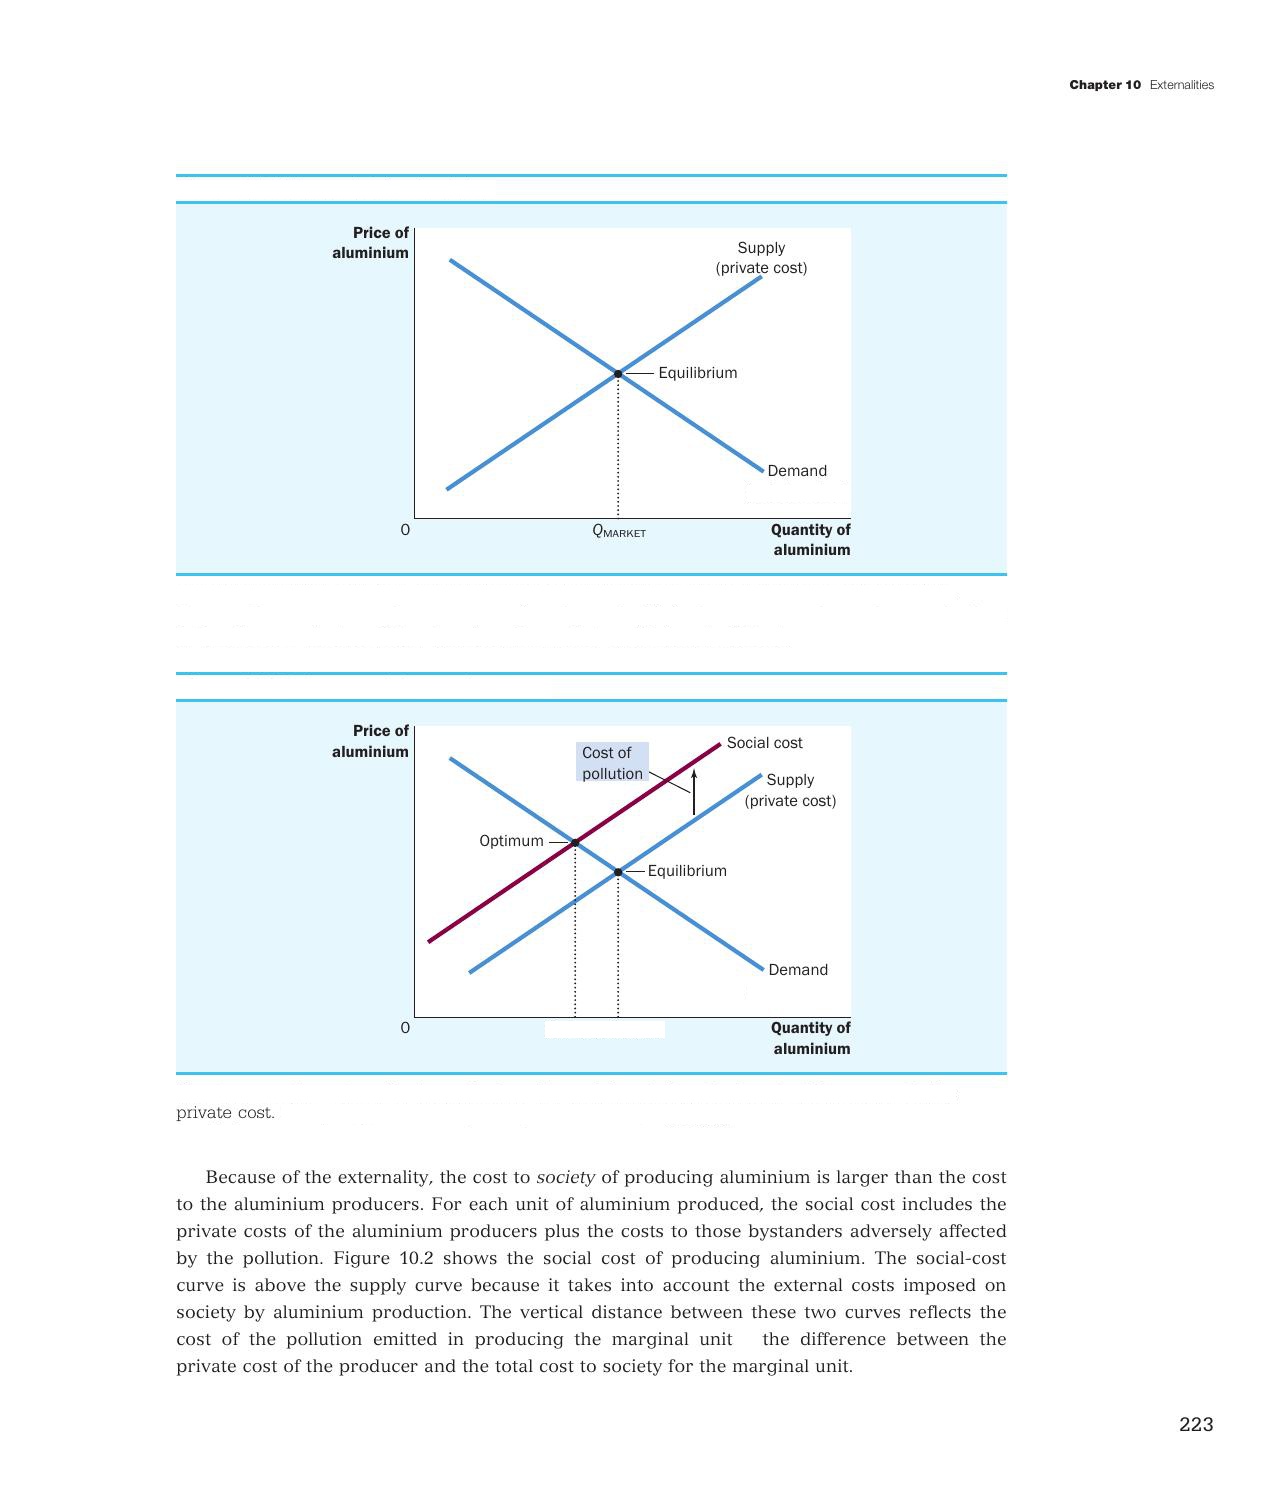 Chapter 10 Externalities
Price of
aluminium
Supply
(private cost)
Equilibrium
Demand
0
QMARKET
Quantity of
aluminium
Price of
aluminium
Social cost
Cost of
pollution
Supply
(private cost)
Optimum
Equilibrium
Demand
0
Quantity of
aluminium
private cost.
Because of the externality, the cost to society of producing aluminium is larger than the cost
to the aluminium producers. For each unit of aluminium produced, the social cost includes the
private costs of the aluminium producers plus the costs to those bystanders adversely affected
by the pollution. Figure 10.2 shows the social cost of producing aluminium. The social-cost
curve is above the supply curve because it takes into account the external costs imposed on
society by aluminium production. The vertical distance between these two curves reflects the
cost of the pollution emitted in producing the marginal unit the difference between the
private cost of the producer and the total cost to society for the marginal unit.
223